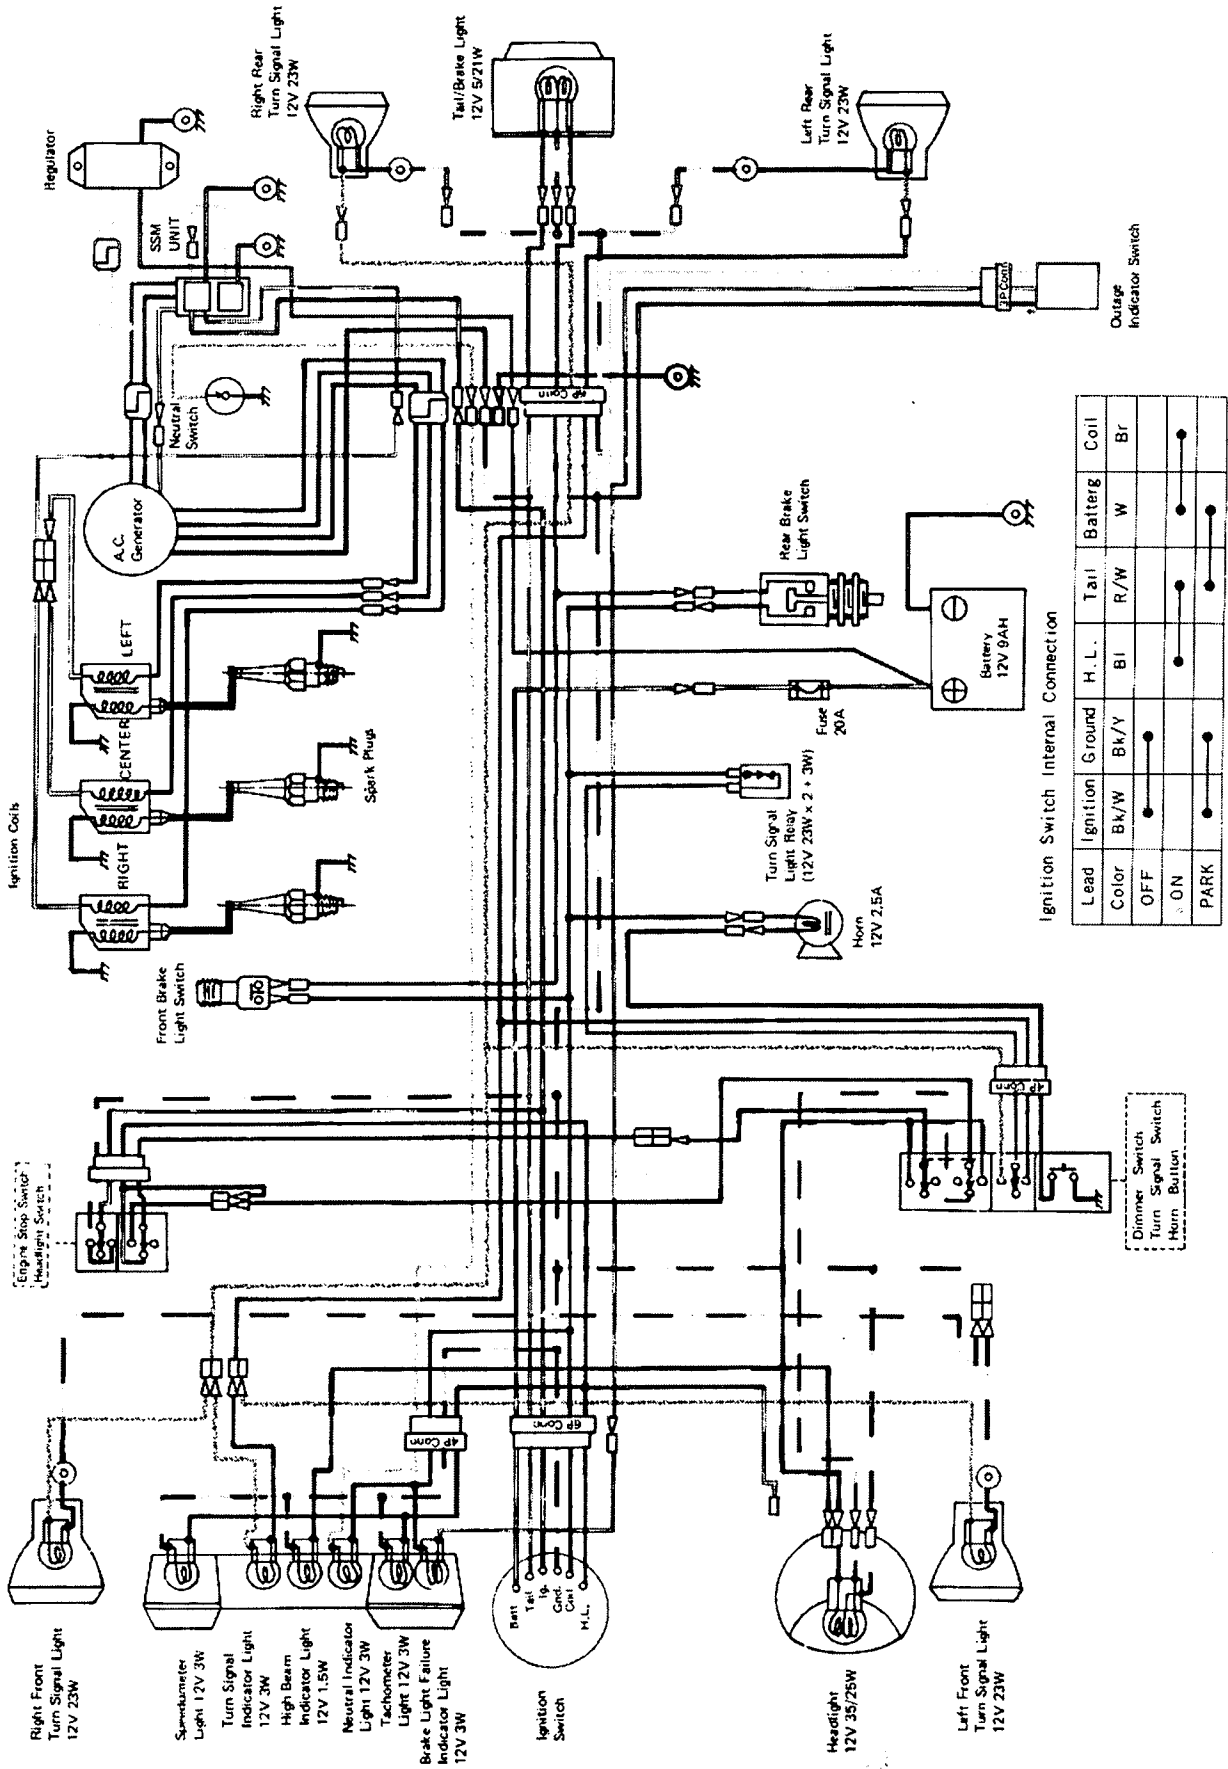 Regulator
Right Rear
Turn Signal Light
12V 23W
Tail/Brake Light
12V 5/21W
Left Rear
Turn Signal Light
12V 23W
SSM
UNIT
Neutral
Switch
A.C.
Generator
Outage
Indicator Switch
3P Conn
6P Conn
Ignition Coils
LEFT
CENTER
RIGHT
Spark Plugs
Rear Brake
Light Switch
Battery
12V 9AH
Fuse
20A
Turn Signal
Light Relay
(12V 23W x 2 + 3W)
Horn
12V 2.5A
Front Brake
Light Switch
Ignition Switch Internal Connection
Lead Ignition Ground H.L. Tail Batterg Coil
Color Bk/W Bk/Y Bl R/W W Br
OFF
ON
PARK
Engine Stop Switch
Headlight Switch
4P Conn
Dimmer Switch
Turn Signal Switch
Horn Button
4P Conn
6P Conn
Right Front
Turn Signal Light
12V 23W
Speedometer
Light 12V 3W
Turn Signal
Indicator Light
12V 3W
High Beam
Indicator Light
12V 1.5W
Neutral Indicator
Light 12V 3W
Tachometer
Light 12V 3W
Brake Light Failure
Indicator Light
12V 3W
Batt
Tail
Ig.
Gnd.
Coil
H.L.
Ignition
Switch
Headlight
12V 35/25W
Left Front
Turn Signal Light
12V 23W